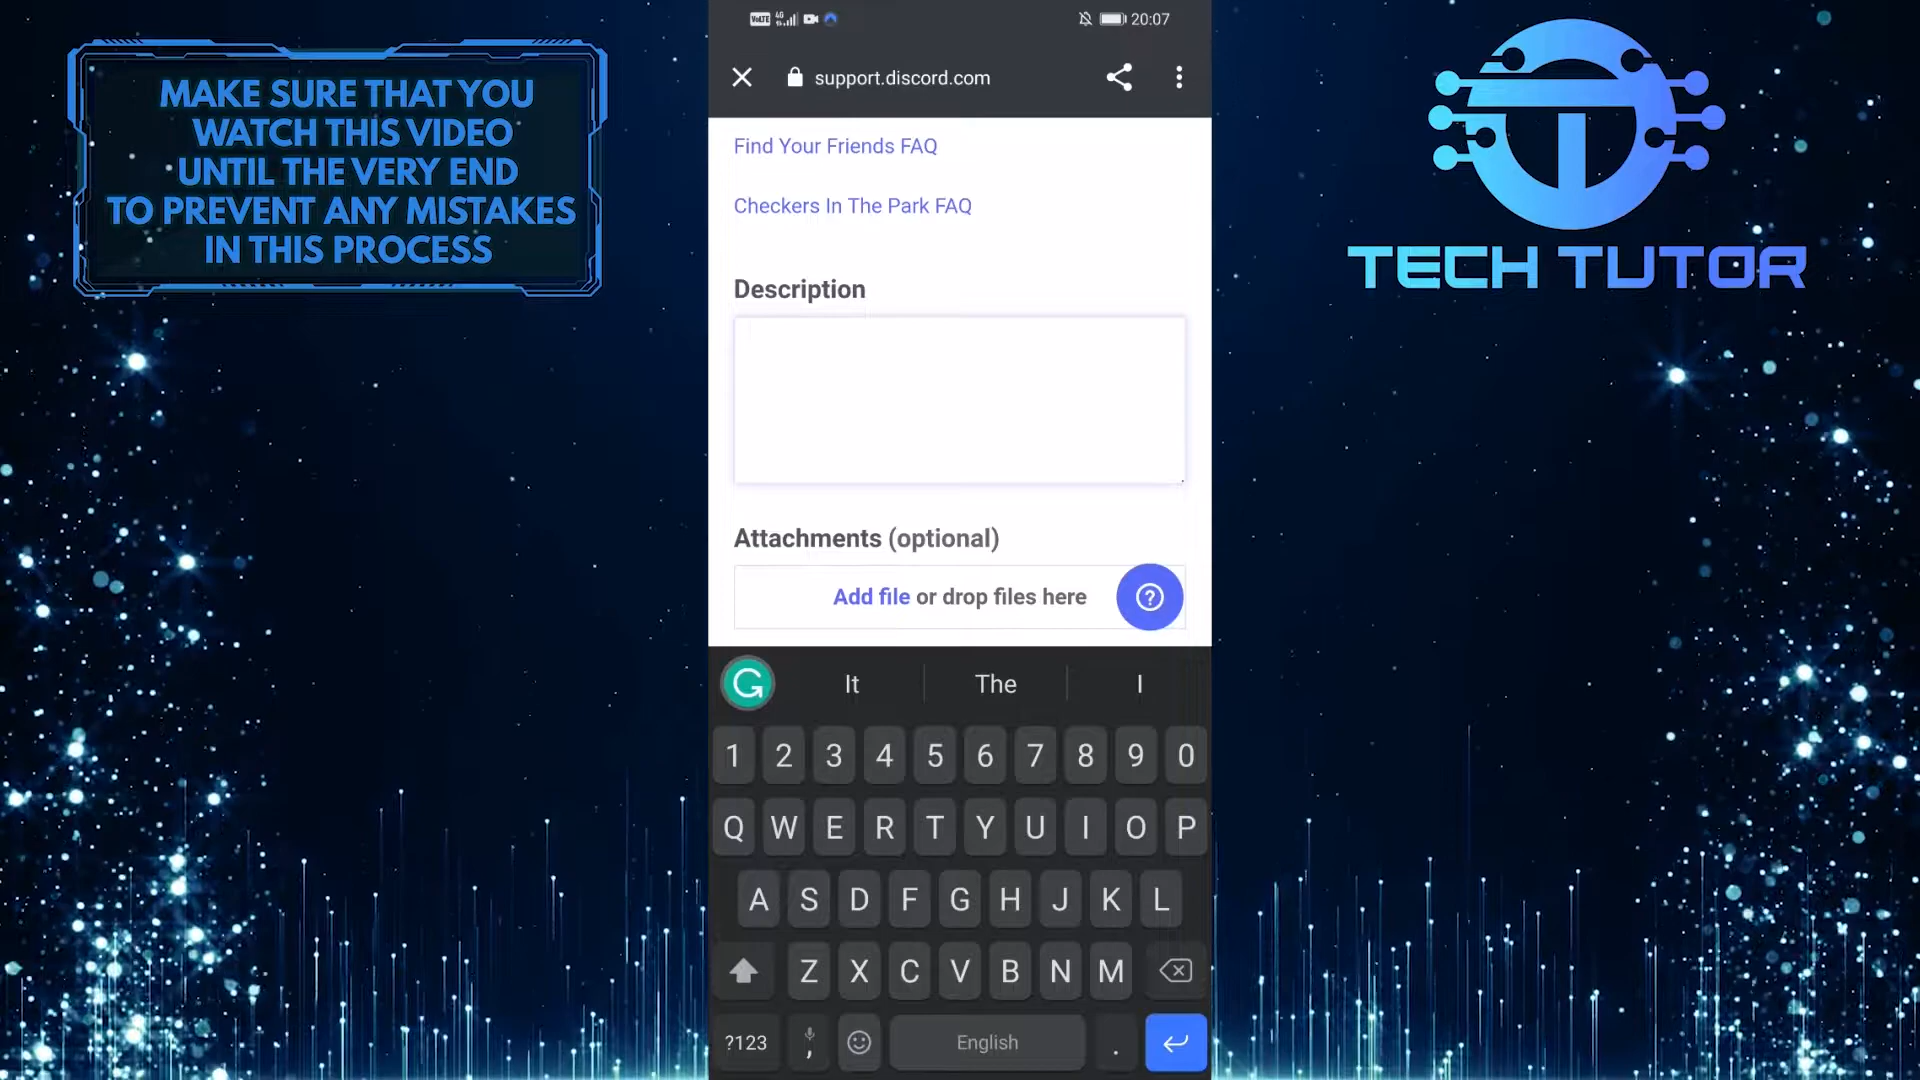 MAKE SURE THAT YOU
WATCH THIS VIDEO
UNTIL THE VERY END
TO PREVENT ANY MISTAKES
IN THIS PROCESS
VoLTE 4G 20:07
support.discord.com
Find Your Friends FAQ
Checkers In The Park FAQ
Description
Attachments (optional)
Add file or drop files here
?
G It The I
1 2 3 4 5 6 7 8 9 0
Q W E R T Y U I O P
A S D F G H J K L
Z X C V B N M
?123 , English .
T
TECH TUTOR